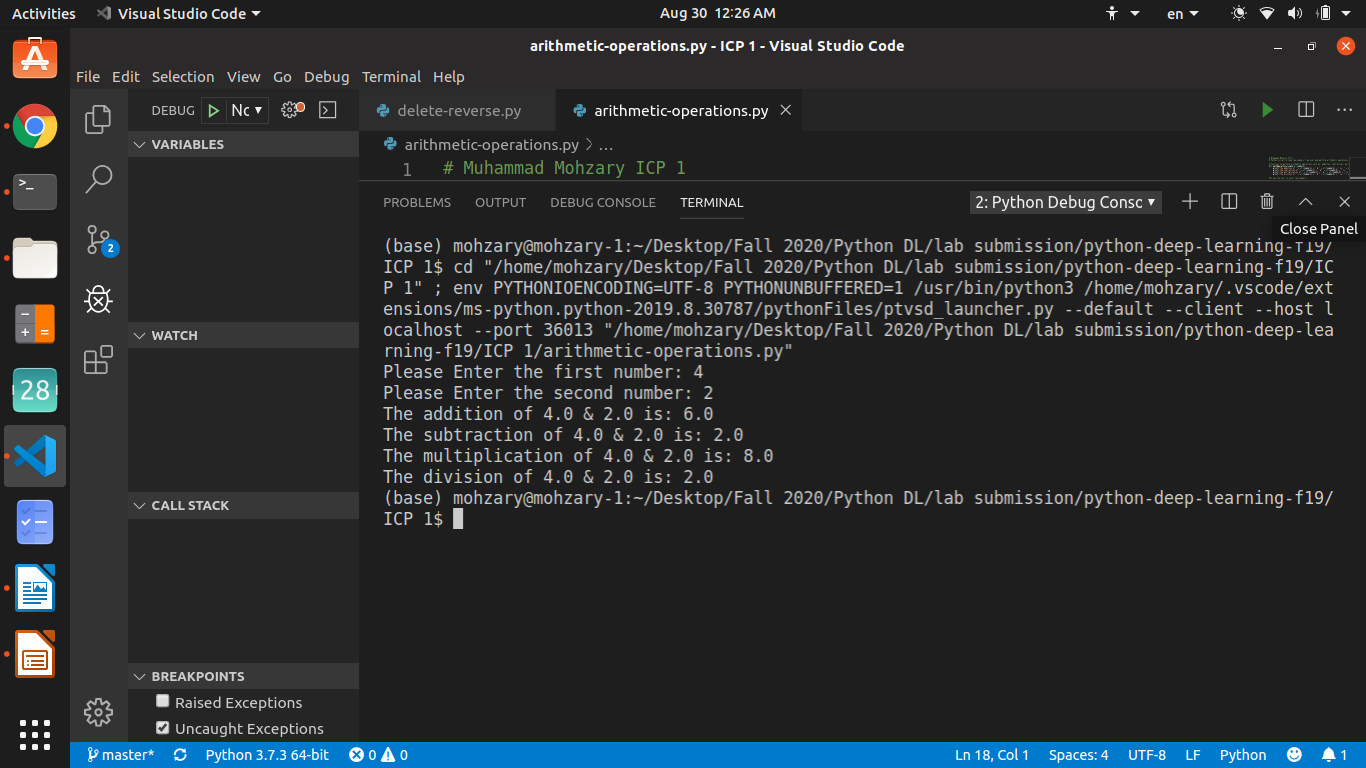 Activities Visual Studio Code Aug 30 12:26 AM en
arithmetic-operations.py - ICP 1 - Visual Studio Code
File Edit Selection View Go Debug Terminal Help
DEBUG Nc delete-reverse.py arithmetic-operations.py
VARIABLES
arithmetic-operations.py > ...
1 # Muhammad Mohzary ICP 1
PROBLEMS OUTPUT DEBUG CONSOLE TERMINAL 2: Python Debug Consc
Close Panel
(base) mohzary@mohzary-1:~/Desktop/Fall 2020/Python DL/lab submission/python-deep-learning-f19/
ICP 1$ cd "/home/mohzary/Desktop/Fall 2020/Python DL/lab submission/python-deep-learning-f19/IC
P 1" ; env PYTHONIOENCODING=UTF-8 PYTHONUNBUFFERED=1 /usr/bin/python3 /home/mohzary/.vscode/ext
ensions/ms-python.python-2019.8.30787/pythonFiles/ptvsd_launcher.py --default --client --host l
ocalhost --port 36013 "/home/mohzary/Desktop/Fall 2020/Python DL/lab submission/python-deep-lea
rning-f19/ICP 1/arithmetic-operations.py"
Please Enter the first number: 4
Please Enter the second number: 2
The addition of 4.0 & 2.0 is: 6.0
The subtraction of 4.0 & 2.0 is: 2.0
The multiplication of 4.0 & 2.0 is: 8.0
The division of 4.0 & 2.0 is: 2.0
(base) mohzary@mohzary-1:~/Desktop/Fall 2020/Python DL/lab submission/python-deep-learning-f19/
ICP 1$
2
WATCH
28
CALL STACK
BREAKPOINTS
Raised Exceptions
Uncaught Exceptions
master* Python 3.7.3 64-bit 0 0 Ln 18, Col 1 Spaces: 4 UTF-8 LF Python 1